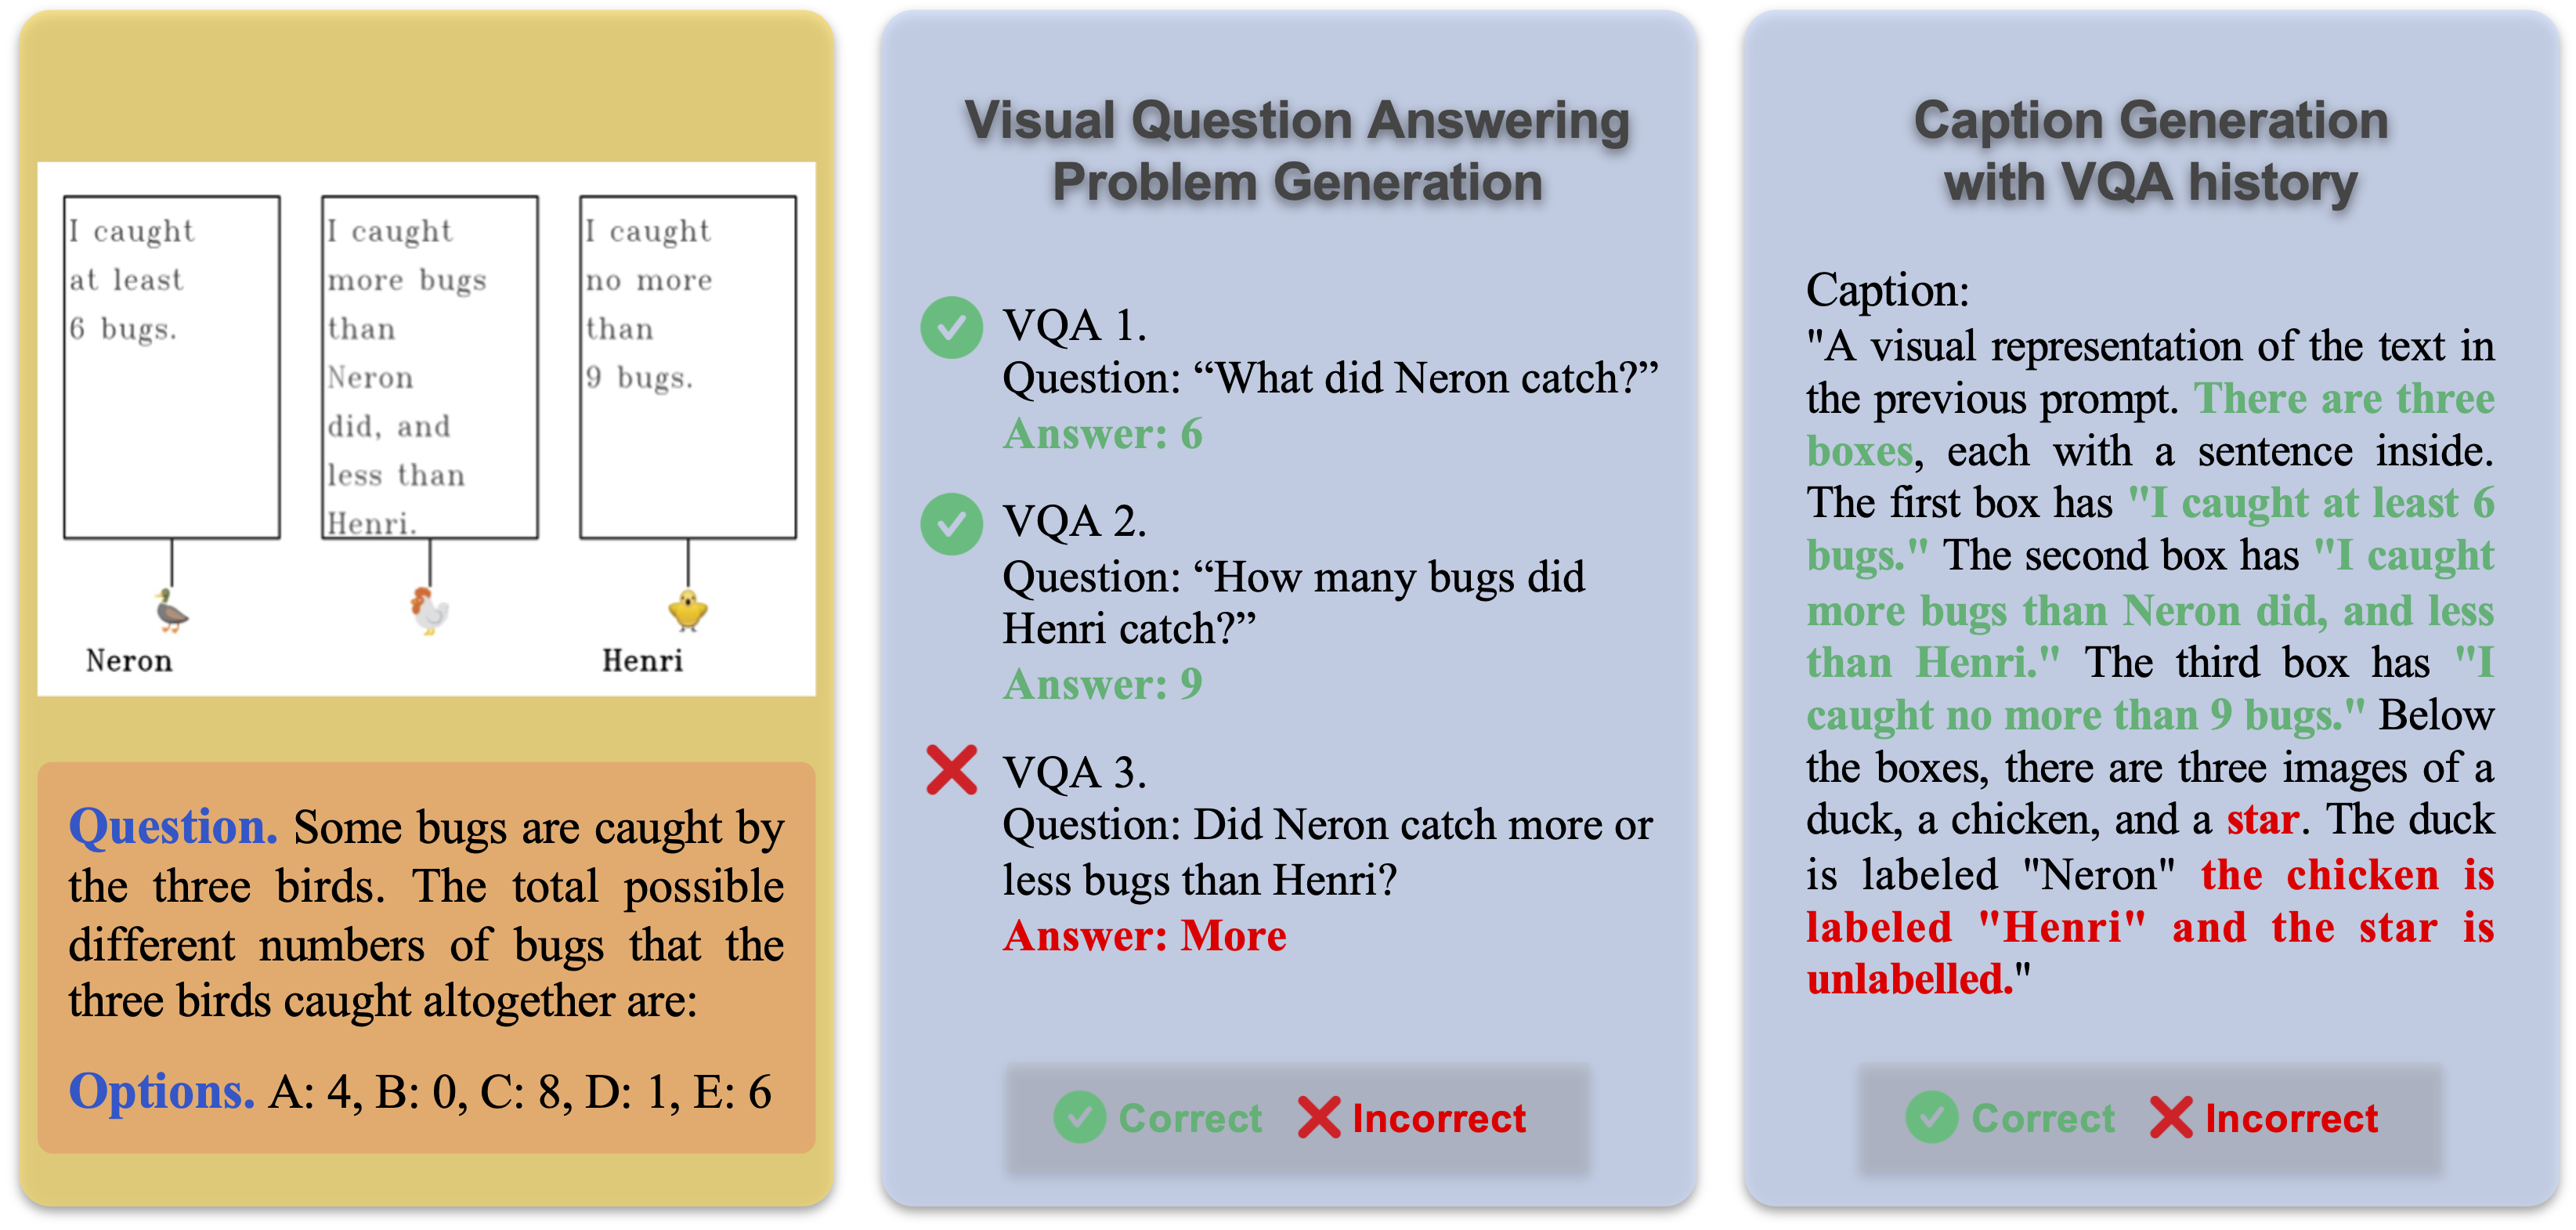 I caught
at least
6 bugs.
I caught
more bugs
than
Neron
did, and
less than
Henri.
I caught
no more
than
9 bugs.
Neron
Henri
Question. Some bugs are caught by
the three birds. The total possible
different numbers of bugs that the
three birds caught altogether are:
Options. A: 4, B: 0, C: 8, D: 1, E: 6
Visual Question Answering
Problem Generation
VQA 1.
Question: “What did Neron catch?”
Answer: 6
VQA 2.
Question: “How many bugs did
Henri catch?”
Answer: 9
VQA 3.
Question: Did Neron catch more or
less bugs than Henri?
Answer: More
Correct Incorrect
Caption Generation
with VQA history
Caption:
"A visual representation of the text in
the previous prompt. There are three
boxes, each with a sentence inside.
The first box has "I caught at least 6
bugs." The second box has "I caught
more bugs than Neron did, and less
than Henri." The third box has "I
caught no more than 9 bugs." Below
the boxes, there are three images of a
duck, a chicken, and a star. The duck
is labeled "Neron" the chicken is
labeled "Henri" and the star is
unlabelled."
Correct Incorrect